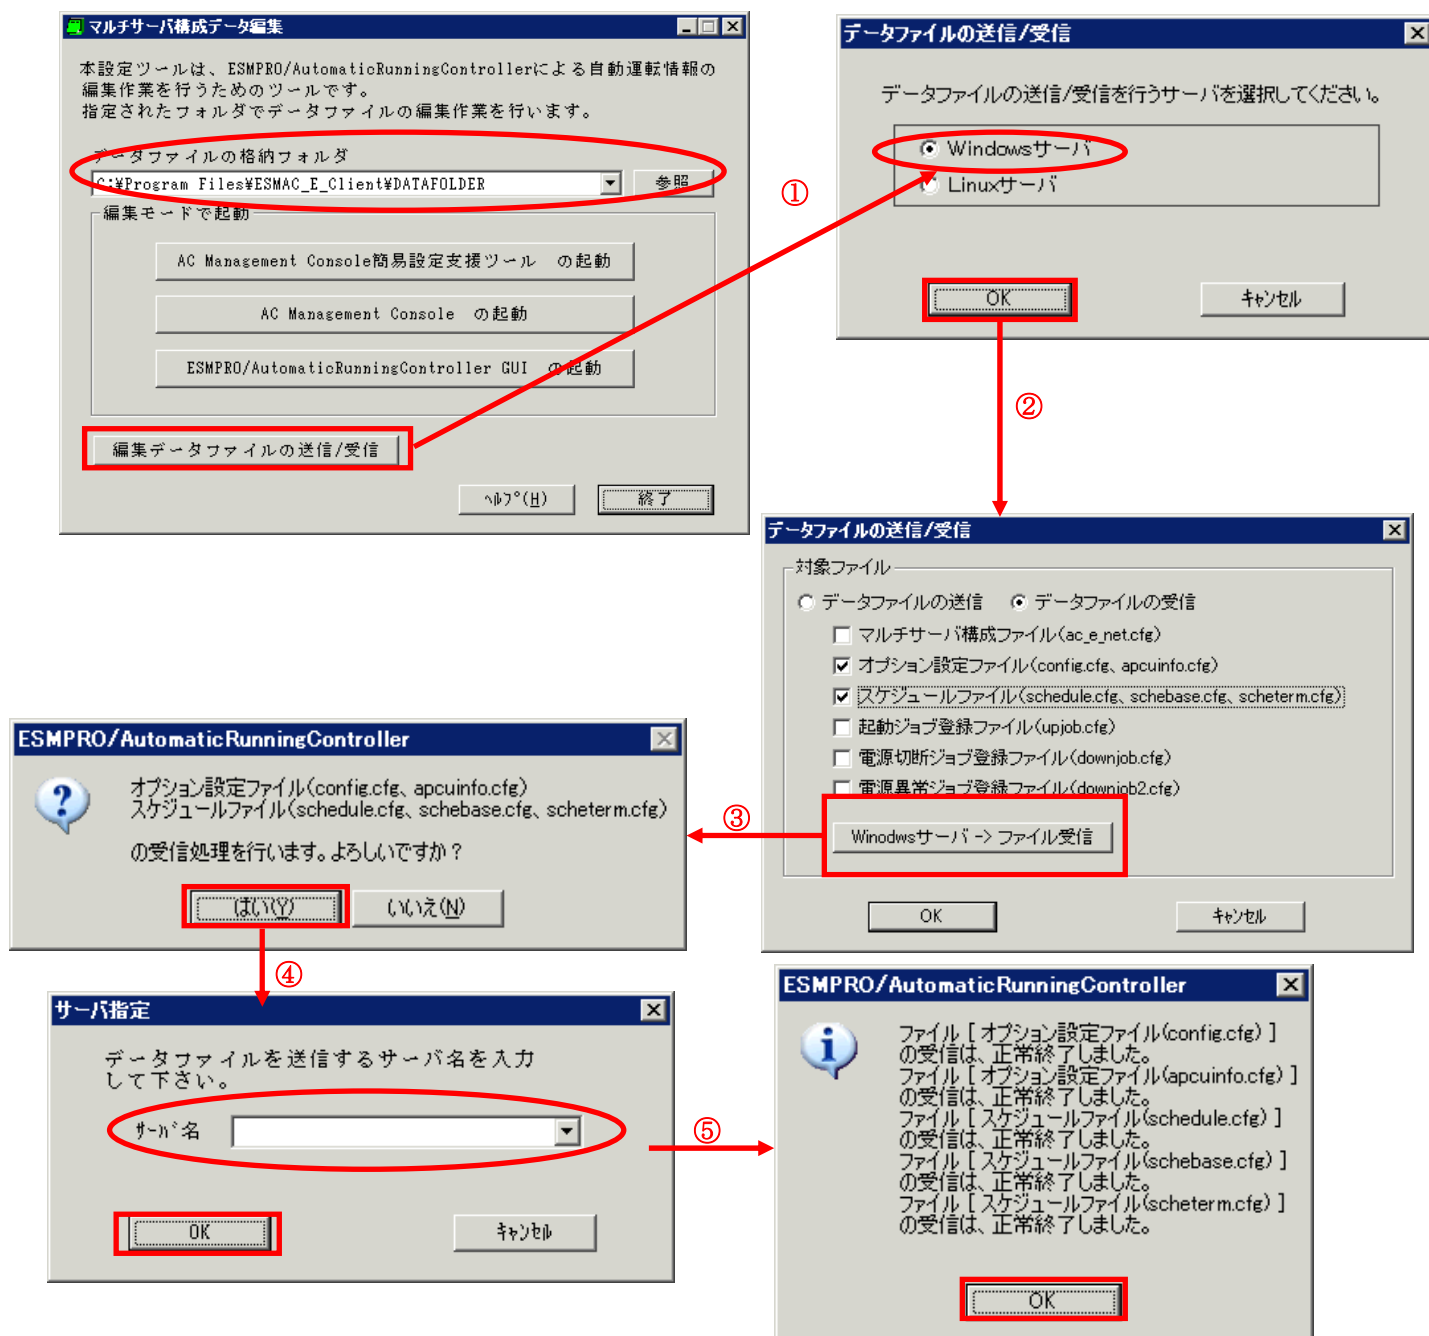 マルチサーバ構成データ編集
本設定ツールは、ESMPRO/AutomaticRunningControllerによる自動運転情報の
編集作業を行うためのツールです。
指定されたフォルダでデータファイルの編集作業を行います。
データファイルの格納フォルダ
C:¥Program Files¥ESMAC_E_Client¥DATAFOLDER
参照
編集モードで起動
AC Management Console簡易設定支援ツール の起動
AC Management Console の起動
ESMPRO/AutomaticRunningController GUI の起動
編集データファイルの送信/受信
ヘルプ(H)
終了
①
データファイルの送信/受信
データファイルの送信/受信を行うサーバを選択してください。
Windowsサーバ
Linuxサーバ
OK
キャンセル
②
データファイルの送信/受信
対象ファイル
データファイルの送信
データファイルの受信
マルチサーバ構成ファイル(ac_e_net.cfg)
オプション設定ファイル(config.cfg、apcuinfo.cfg)
スケジュールファイル(schedule.cfg、schebase.cfg、scheterm.cfg)
起動ジョブ登録ファイル(upjob.cfg)
電源切断ジョブ登録ファイル(downjob.cfg)
電源異常ジョブ登録ファイル(downjob2.cfg)
Winodwsサーバ -> ファイル受信
OK
キャンセル
③
ESMPRO/AutomaticRunningController
オプション設定ファイル(config.cfg、apcuinfo.cfg)
スケジュールファイル(schedule.cfg、schebase.cfg、scheterm.cfg)
の受信処理を行います。よろしいですか？
はい(Y)
いいえ(N)
④
サーバ指定
データファイルを送信するサーバ名を入力
して下さい。
サーバ名
OK
キャンセル
⑤
ESMPRO/AutomaticRunningController
ファイル [ オプション設定ファイル(config.cfg) ]
の受信は、正常終了しました。
ファイル [ オプション設定ファイル(apcuinfo.cfg) ]
の受信は、正常終了しました。
ファイル [ スケジュールファイル(schedule.cfg) ]
の受信は、正常終了しました。
ファイル [ スケジュールファイル(schebase.cfg) ]
の受信は、正常終了しました。
ファイル [ スケジュールファイル(scheterm.cfg) ]
の受信は、正常終了しました。
OK